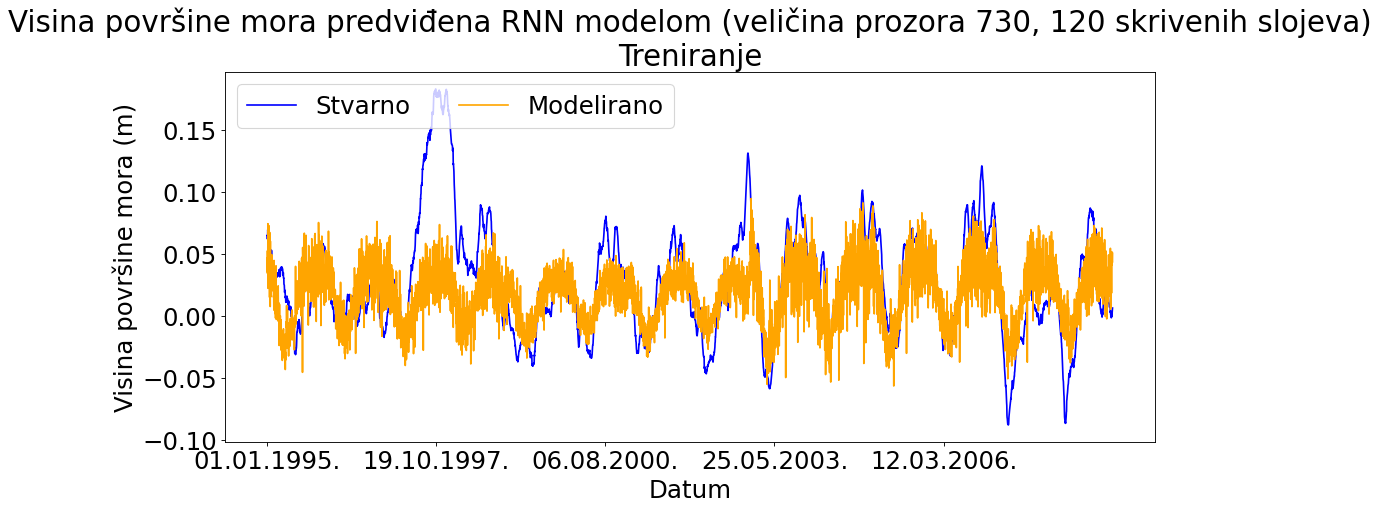 Visina površine mora predviđena RNN modelom (veličina prozora 730, 120 skrivenih slojeva)
Treniranje
Stvarno Modelirano
Visina površine mora (m)
0.15
0.10
0.05
0.00
−0.05
−0.10
01.01.1995. 19.10.1997. 06.08.2000. 25.05.2003. 12.03.2006.
Datum